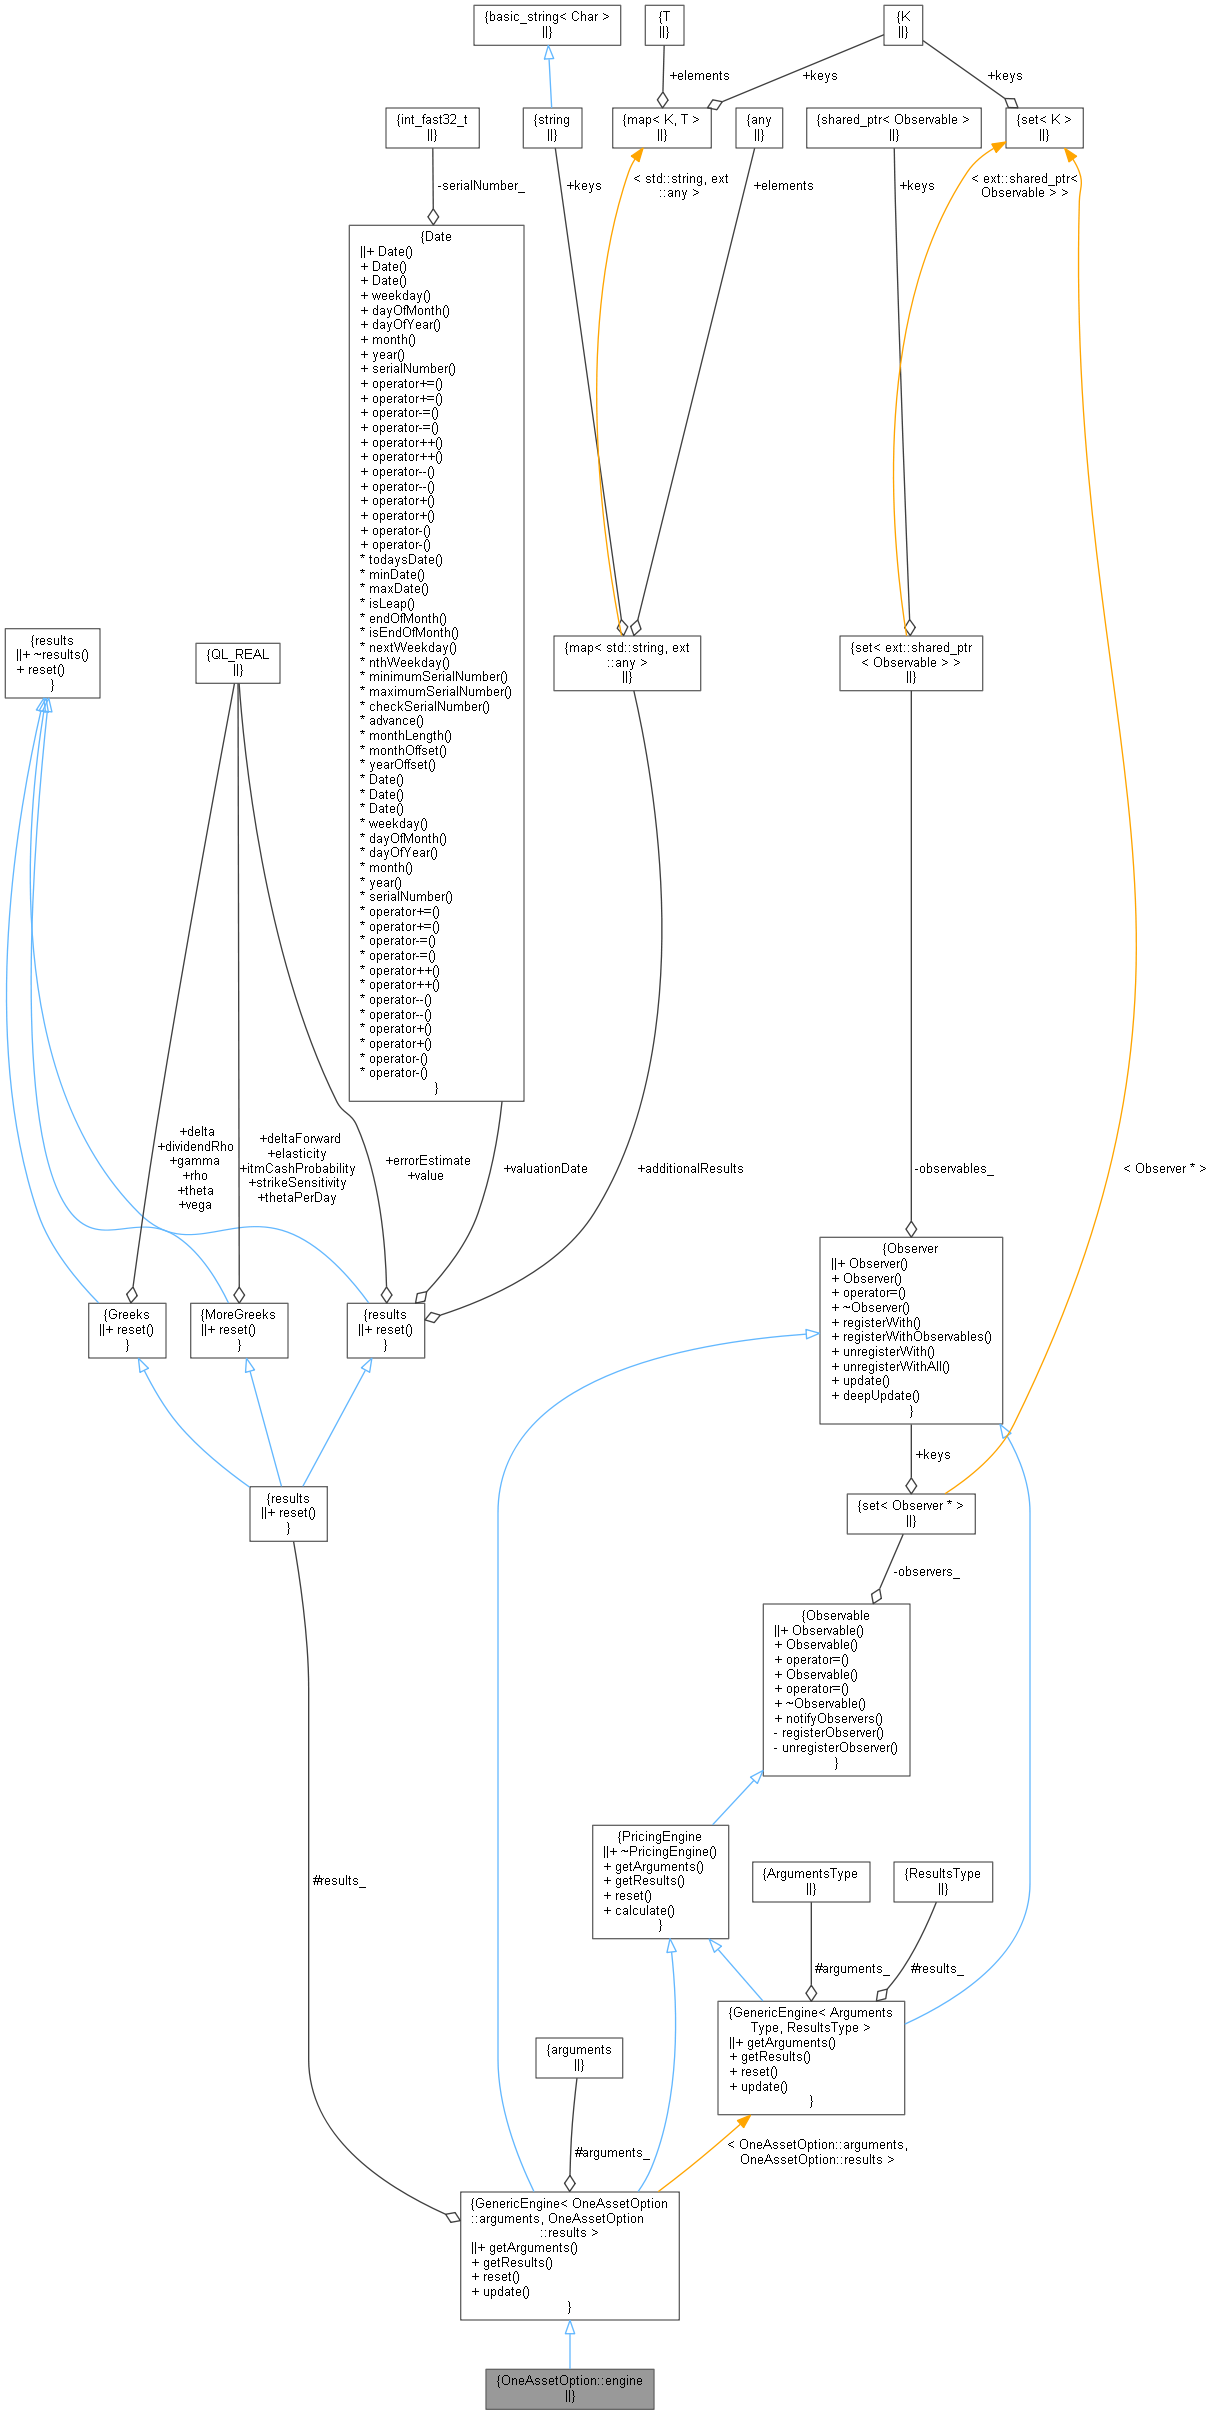 {basic_string< Char >
||}
{T
||}
{K
||}
+elements
+keys
+keys
{int_fast32_t
||}
{string
||}
{map< K, T >
||}
{any
||}
{shared_ptr< Observable >
||}
{set< K >
||}
-serialNumber_
+keys
< std::string, ext
::any >
+elements
+keys
< ext::shared_ptr<
Observable > >
{Date
||+ Date()
+ Date()
+ Date()
+ weekday()
+ dayOfMonth()
+ dayOfYear()
+ month()
+ year()
+ serialNumber()
+ operator+=()
+ operator+=()
+ operator-=()
+ operator-=()
+ operator++()
+ operator++()
+ operator--()
+ operator--()
+ operator+()
+ operator+()
+ operator-()
+ operator-()
* todaysDate()
* minDate()
* maxDate()
* isLeap()
* endOfMonth()
* isEndOfMonth()
* nextWeekday()
* nthWeekday()
* minimumSerialNumber()
* maximumSerialNumber()
* checkSerialNumber()
* advance()
* monthLength()
* monthOffset()
* yearOffset()
* Date()
* Date()
* Date()
* weekday()
* dayOfMonth()
* dayOfYear()
* month()
* year()
* serialNumber()
* operator+=()
* operator+=()
* operator-=()
* operator-=()
* operator++()
* operator++()
* operator--()
* operator--()
* operator+()
* operator+()
* operator-()
* operator-()
}
{results
||+ ~results()
+ reset()
}
{QL_REAL
||}
{map< std::string, ext
::any >
||}
{set< ext::shared_ptr
< Observable > >
||}
+delta
+dividendRho
+gamma
+rho
+theta
+vega
+deltaForward
+elasticity
+itmCashProbability
+strikeSensitivity
+thetaPerDay
+errorEstimate
+value
+valuationDate
+additionalResults
-observables_
< Observer * >
{Greeks
||+ reset()
}
{MoreGreeks
||+ reset()
}
{results
||+ reset()
}
{Observer
||+ Observer()
+ Observer()
+ operator=()
+ ~Observer()
+ registerWith()
+ registerWithObservables()
+ unregisterWith()
+ unregisterWithAll()
+ update()
+ deepUpdate()
}
+keys
{results
||+ reset()
}
{set< Observer * >
||}
-observers_
{Observable
||+ Observable()
+ Observable()
+ operator=()
+ Observable()
+ operator=()
+ ~Observable()
+ notifyObservers()
- registerObserver()
- unregisterObserver()
}
{PricingEngine
||+ ~PricingEngine()
+ getArguments()
+ getResults()
+ reset()
+ calculate()
}
{ArgumentsType
||}
{ResultsType
||}
#results_
#arguments_
#results_
{GenericEngine< Arguments
Type, ResultsType >
||+ getArguments()
+ getResults()
+ reset()
+ update()
}
{arguments
||}
#arguments_
< OneAssetOption::arguments,
OneAssetOption::results >
{GenericEngine< OneAssetOption
::arguments, OneAssetOption
::results >
||+ getArguments()
+ getResults()
+ reset()
+ update()
}
{OneAssetOption::engine
||}